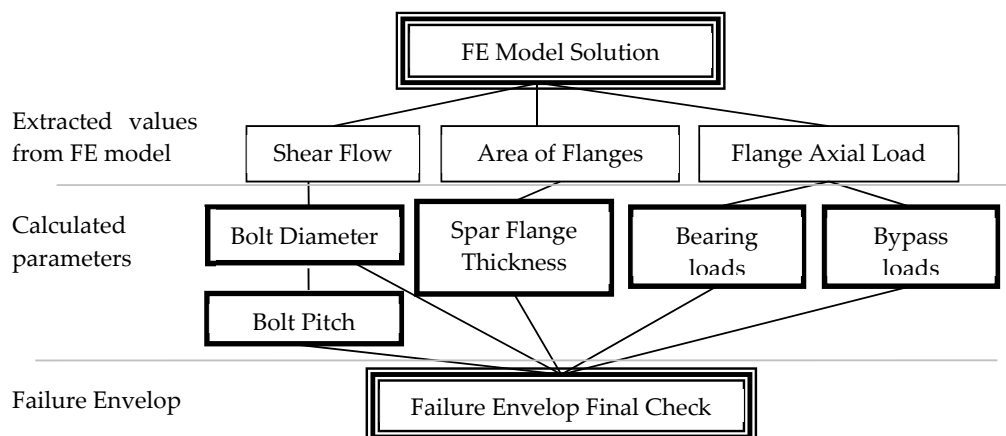 FE Model Solution
Extracted values
from FE model
Shear Flow
Area of Flanges
Flange Axial Load
Calculated
parameters
Bolt Diameter
Spar Flange
Thickness
Bearing
loads
Bypass
loads
Bolt Pitch
Failure Envelop
Failure Envelop Final Check